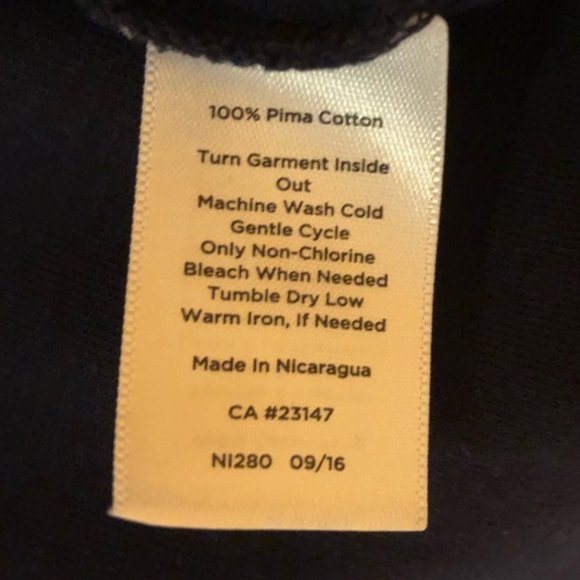 100% Pima Cotton
Turn Garment Inside
Out
Machine Wash Cold
Gentle Cycle
Only Non-Chlorine
Bleach When Needed
Tumble Dry Low
Warm Iron, If Needed
Made In Nicaragua
CA #23147
NI280 09/16